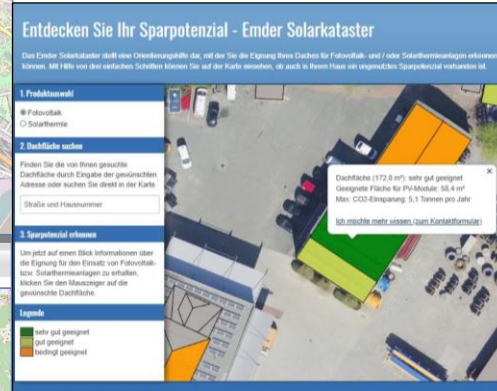 Entdecken Sie Ihr Sparpotenzial - Emder Solarkataster
Das Emder Solarkataster stellt eine Orientierungshilfe dar, mit der Sie die Eignung Ihres Daches für Fotovoltaik- und / oder Solarthermieanlagen erkennen
können. Mit Hilfe von drei einfachen Schritten können Sie auf der Karte einsehen, ob auch in Ihrem Haus ein ungenutztes Sparpotenzial vorhanden ist.
1. Produktauswahl
Fotovoltaik
Solarthermie
2. Dachfläche suchen
Finden Sie die von Ihnen gesuchte
Dachfläche durch Eingabe der gewünschten
Adresse oder suchen Sie direkt in der Karte.
Straße und Hausnummer
3. Sparpotenzial erkennen
Um jetzt auf einen Blick Informationen über
die Eignung für den Einsatz von Fotovoltaik-
bzw. Solarthermieanlagen zu erhalten,
klicken Sie den Mauszeiger auf die
gewünschte Dachfläche.
Legende
sehr gut geeignet
gut geeignet
bedingt geeignet
Dachfläche (172,8 m²): sehr gut geeignet
Geeignete Fläche für PV-Module: 58,4 m²
Max. CO2-Einsparung: 5,1 Tonnen pro Jahr
Ich möchte mehr wissen (zum Kontaktformular)